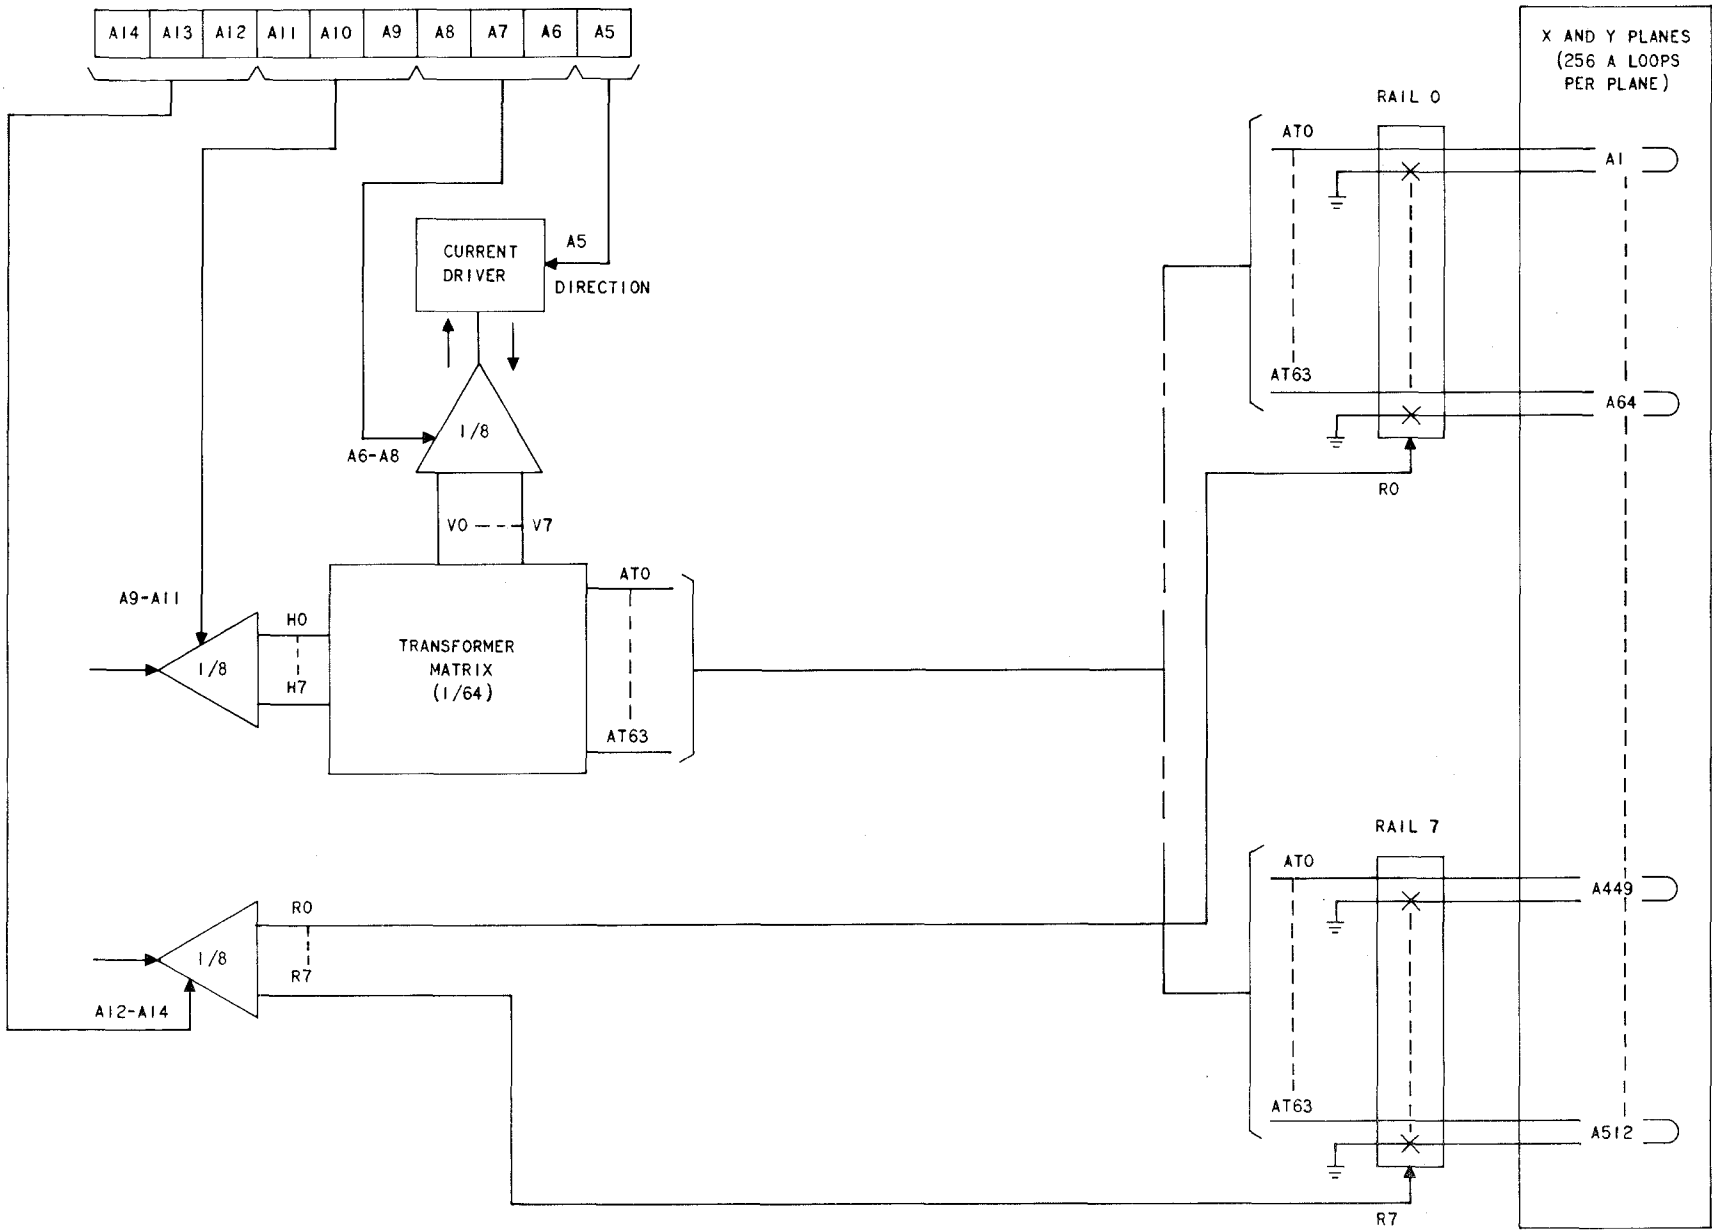 A14 A13 A12 A11 A10 A9 A8 A7 A6 A5
X AND Y PLANES
(256 A LOOPS
PER PLANE)
RAIL 0
AT0
A1
CURRENT
DRIVER
A5
DIRECTION
AT63
A64
1/8
A6-A8
R0
V0 V7
A9-A11
H0
1/8
H7
TRANSFORMER
MATRIX
(1/64)
AT0
AT63
RAIL 7
AT0
A449
R0
1/8
R7
A12-A14
AT63
A512
R7